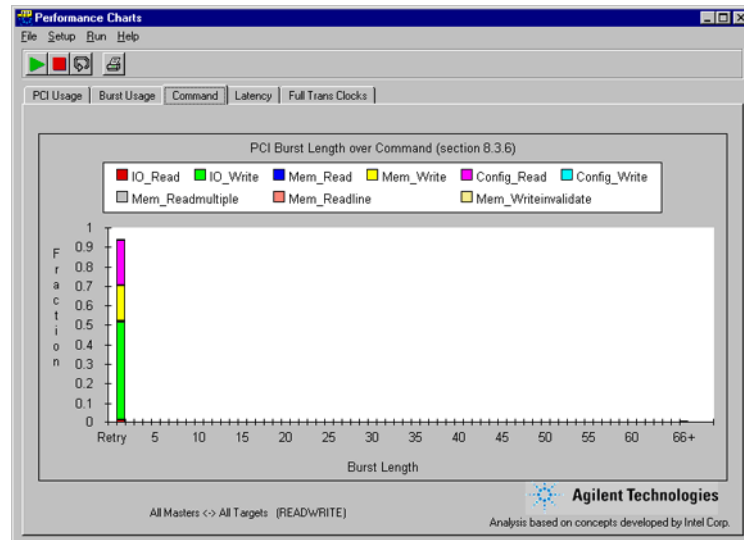 Performance Charts
File Setup Run Help
PCI Usage Burst Usage Command Latency Full Trans Clocks
PCI Burst Length over Command (section 8.3.6)
IO_Read IO_Write Mem_Read Mem_Write Config_Read Config_Write
Mem_Readmultiple Mem_Readline Mem_Writeinvalidate
Fraction
1
0.9
0.8
0.7
0.6
0.5
0.4
0.3
0.2
0.1
0
Retry 5 10 15 20 25 30 35 40 45 50 55 60 66+
Burst Length
Agilent Technologies
All Masters <-> All Targets (READWRITE)
Analysis based on concepts developed by Intel Corp.